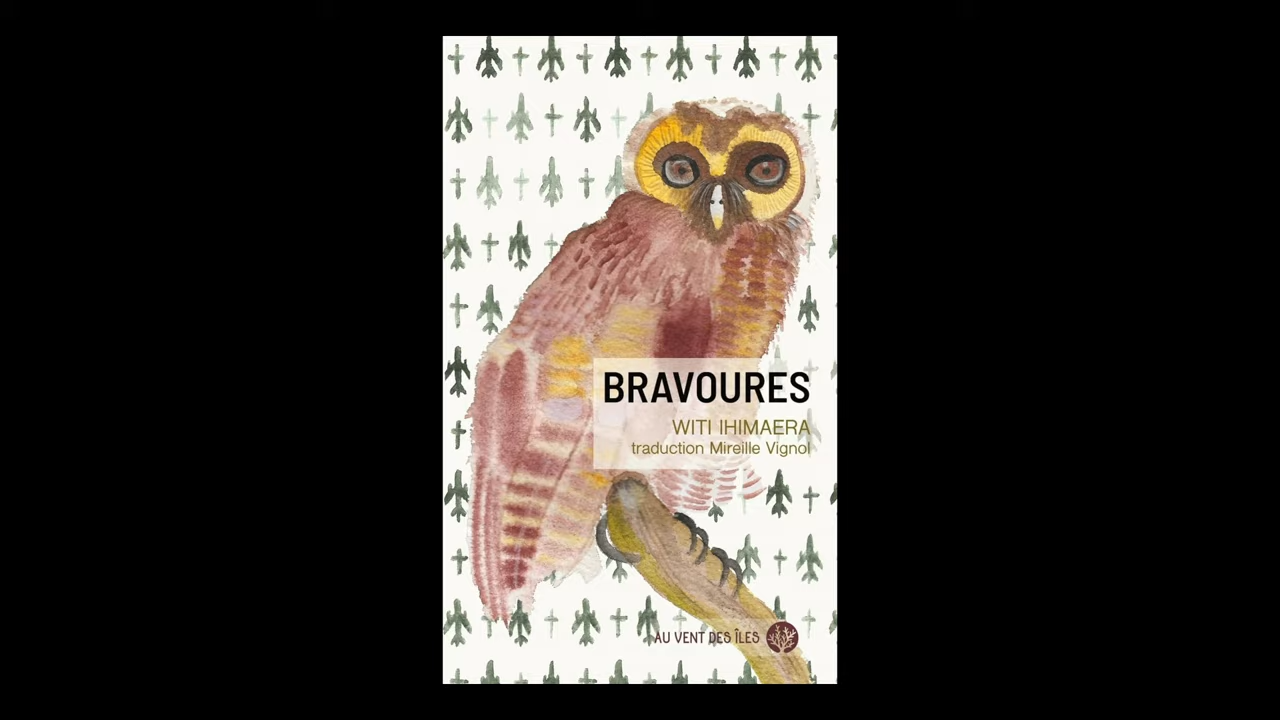 BRAVOURES
WITI IHIMAERA
traduction Mireille Vignol
AU VENT DES ÎLES